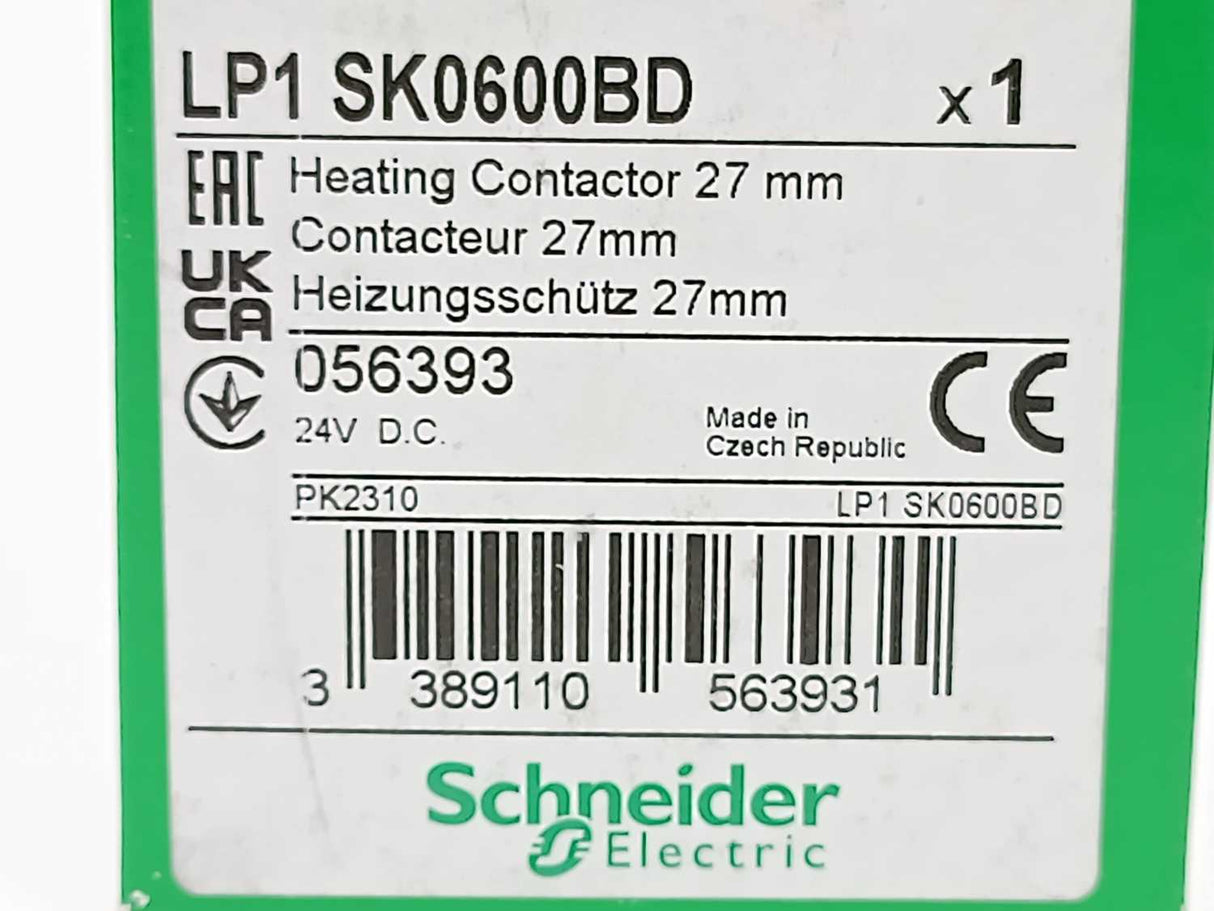 LP1 SK0600BD x 1
EAC Heating Contactor 27 mm
Contacteur 27mm
UK
CA Heizungsschütz 27mm
056393
24V D.C.
CE
Made in
Czech Republic
PK2310 LP1 SK0600BD
3 389110 563931
Schneider
Electric